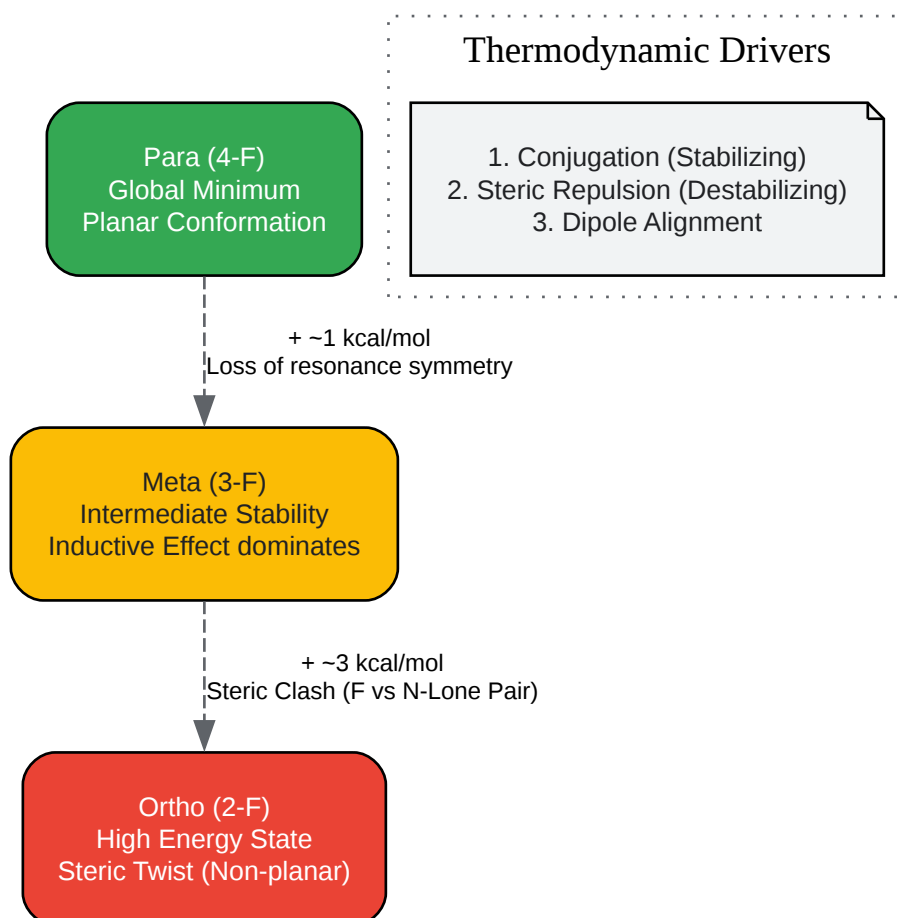 Thermodynamic Drivers
1. Conjugation (Stabilizing)
2. Steric Repulsion (Destabilizing)
3. Dipole Alignment
Para (4-F)
Global Minimum
Planar Conformation
+ ~1 kcal/mol
Loss of resonance symmetry
Meta (3-F)
Intermediate Stability
Inductive Effect dominates
+ ~3 kcal/mol
Steric Clash (F vs N-Lone Pair)
Ortho (2-F)
High Energy State
Steric Twist (Non-planar)